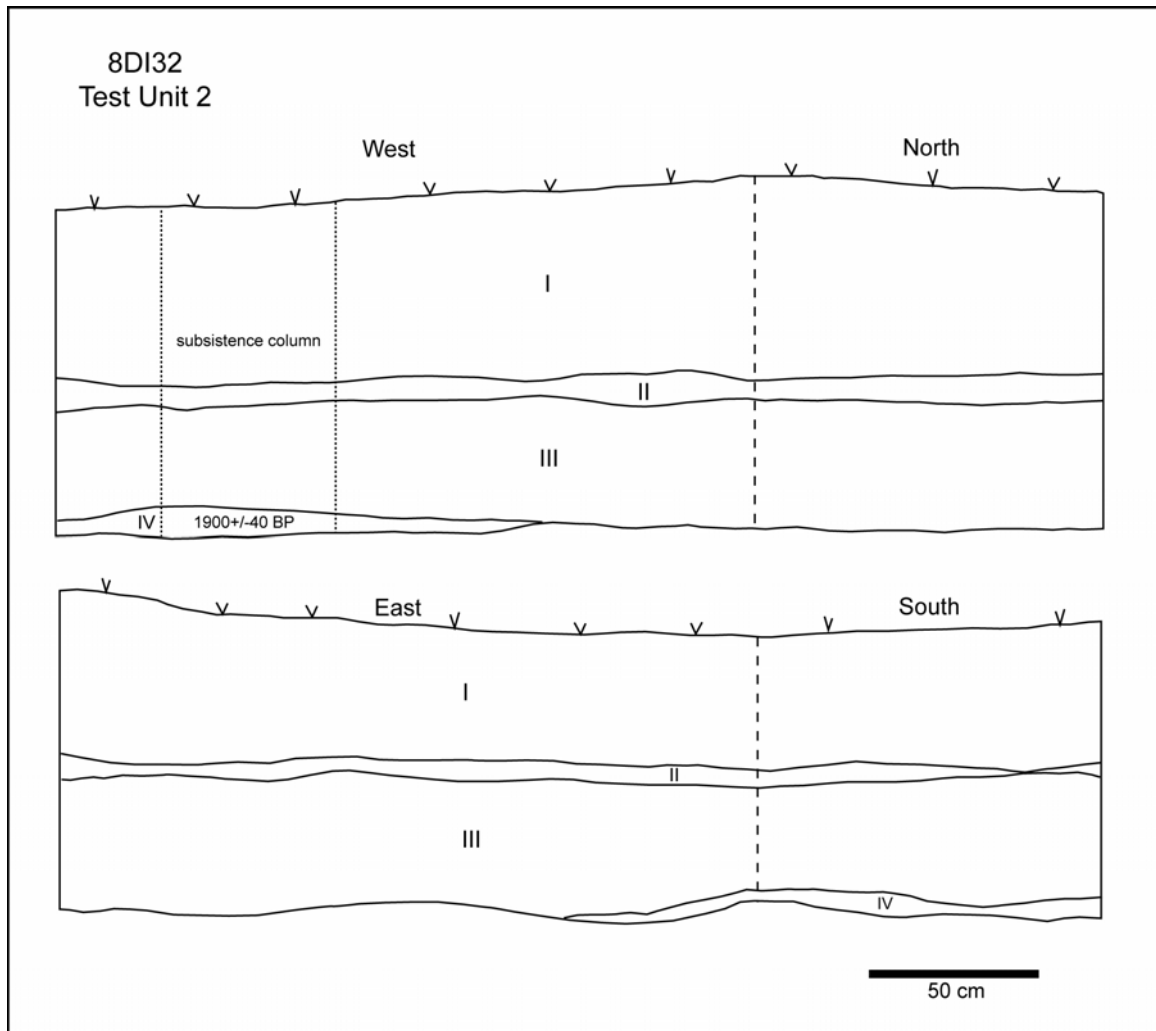 8DI32
Test Unit 2
West
North
I
subsistence column
II
III
IV
1900+/-40 BP
East
South
I
II
III
IV
50 cm